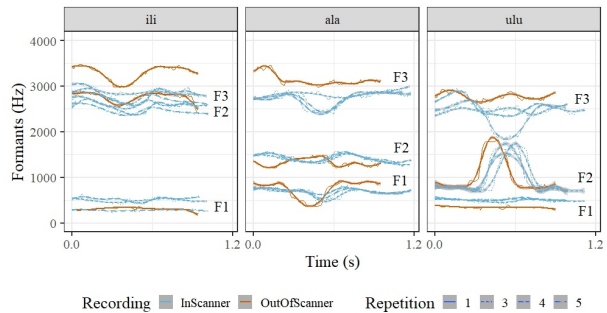 ili ala ulu
4000
3000
2000
1000
0
Formants (Hz)
F3
F2
F1
F3
F2
F1
F3
F2
F1
0.0 1.2 0.0 1.2 0.0 1.2
Time (s)
Recording InScanner OutOfScanner Repetition 1 3 4 5